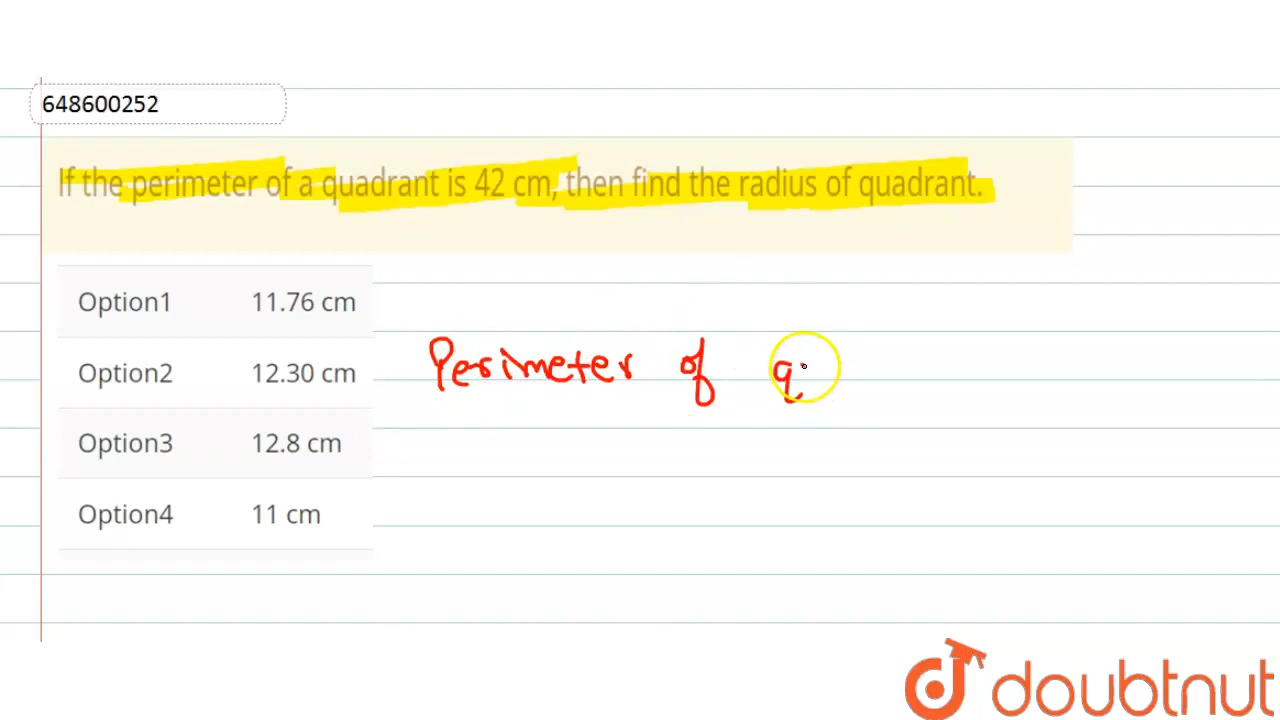 648600252
If the perimeter of a quadrant is 42 cm, then find the radius of quadrant.
Option1 11.76 cm
Option2 12.30 cm
Perimeter of q
Option3 12.8 cm
Option4 11 cm
doubtnut